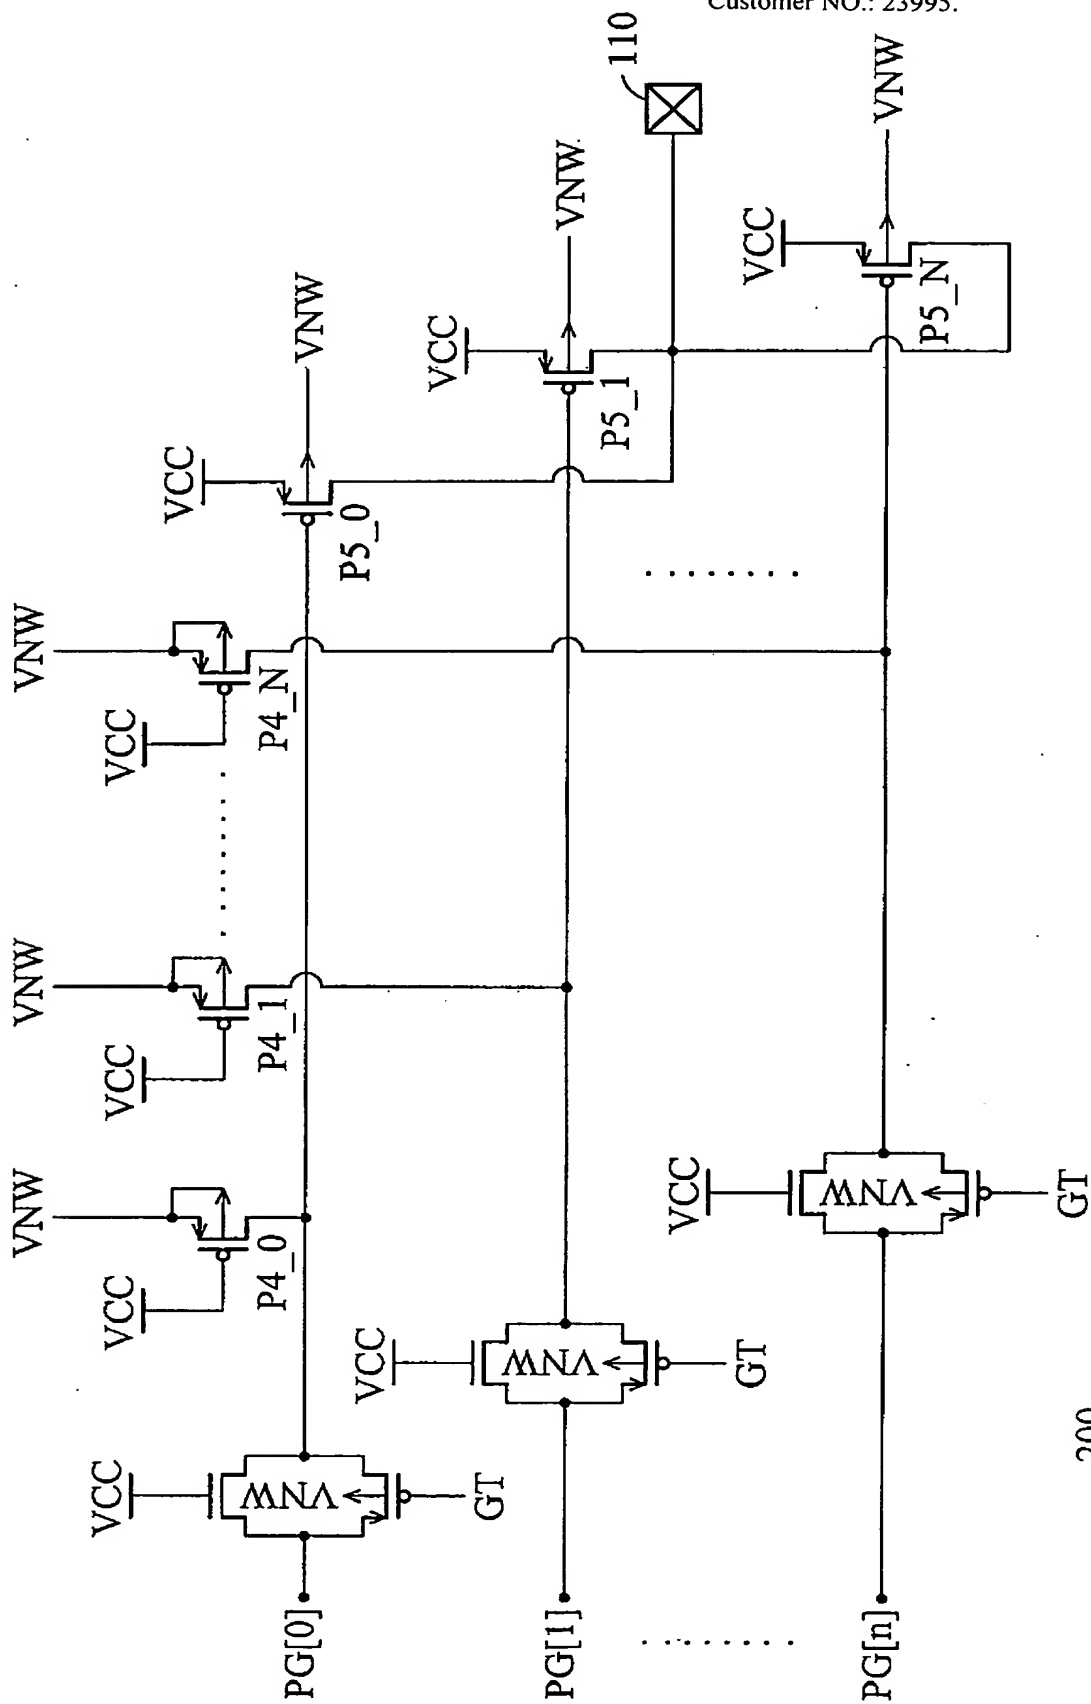 Customer NO.: 23995.
110
VNW
VNW
VCC
P5_N
VNW
VCC
P5_1
VCC
P5_0
VNW
VCC
P4_N
VNW
VCC
P4_1
VNW
VCC
P4_0
VCC
VNW
GT
VCC
VNW
GT
VCC
VNW
GT
PG[0]
PG[1]
PG[n]
200